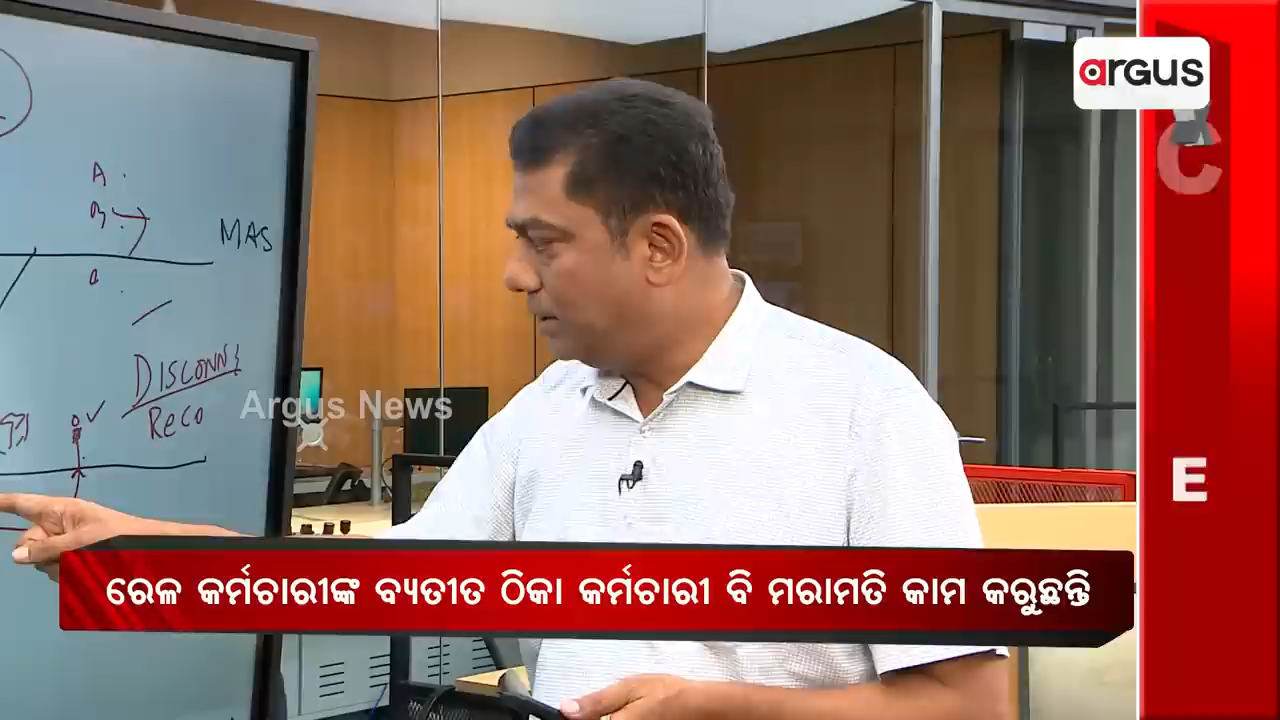 argus
C
A
B
MAS
a
DISCONN
Reco
Argus News
E
ରେଳ କର୍ମଚାରୀଙ୍କ ବ୍ୟତୀତ ଠିକା କର୍ମଚାରୀ ବି ମରାମତି କାମ କରୁଛନ୍ତି